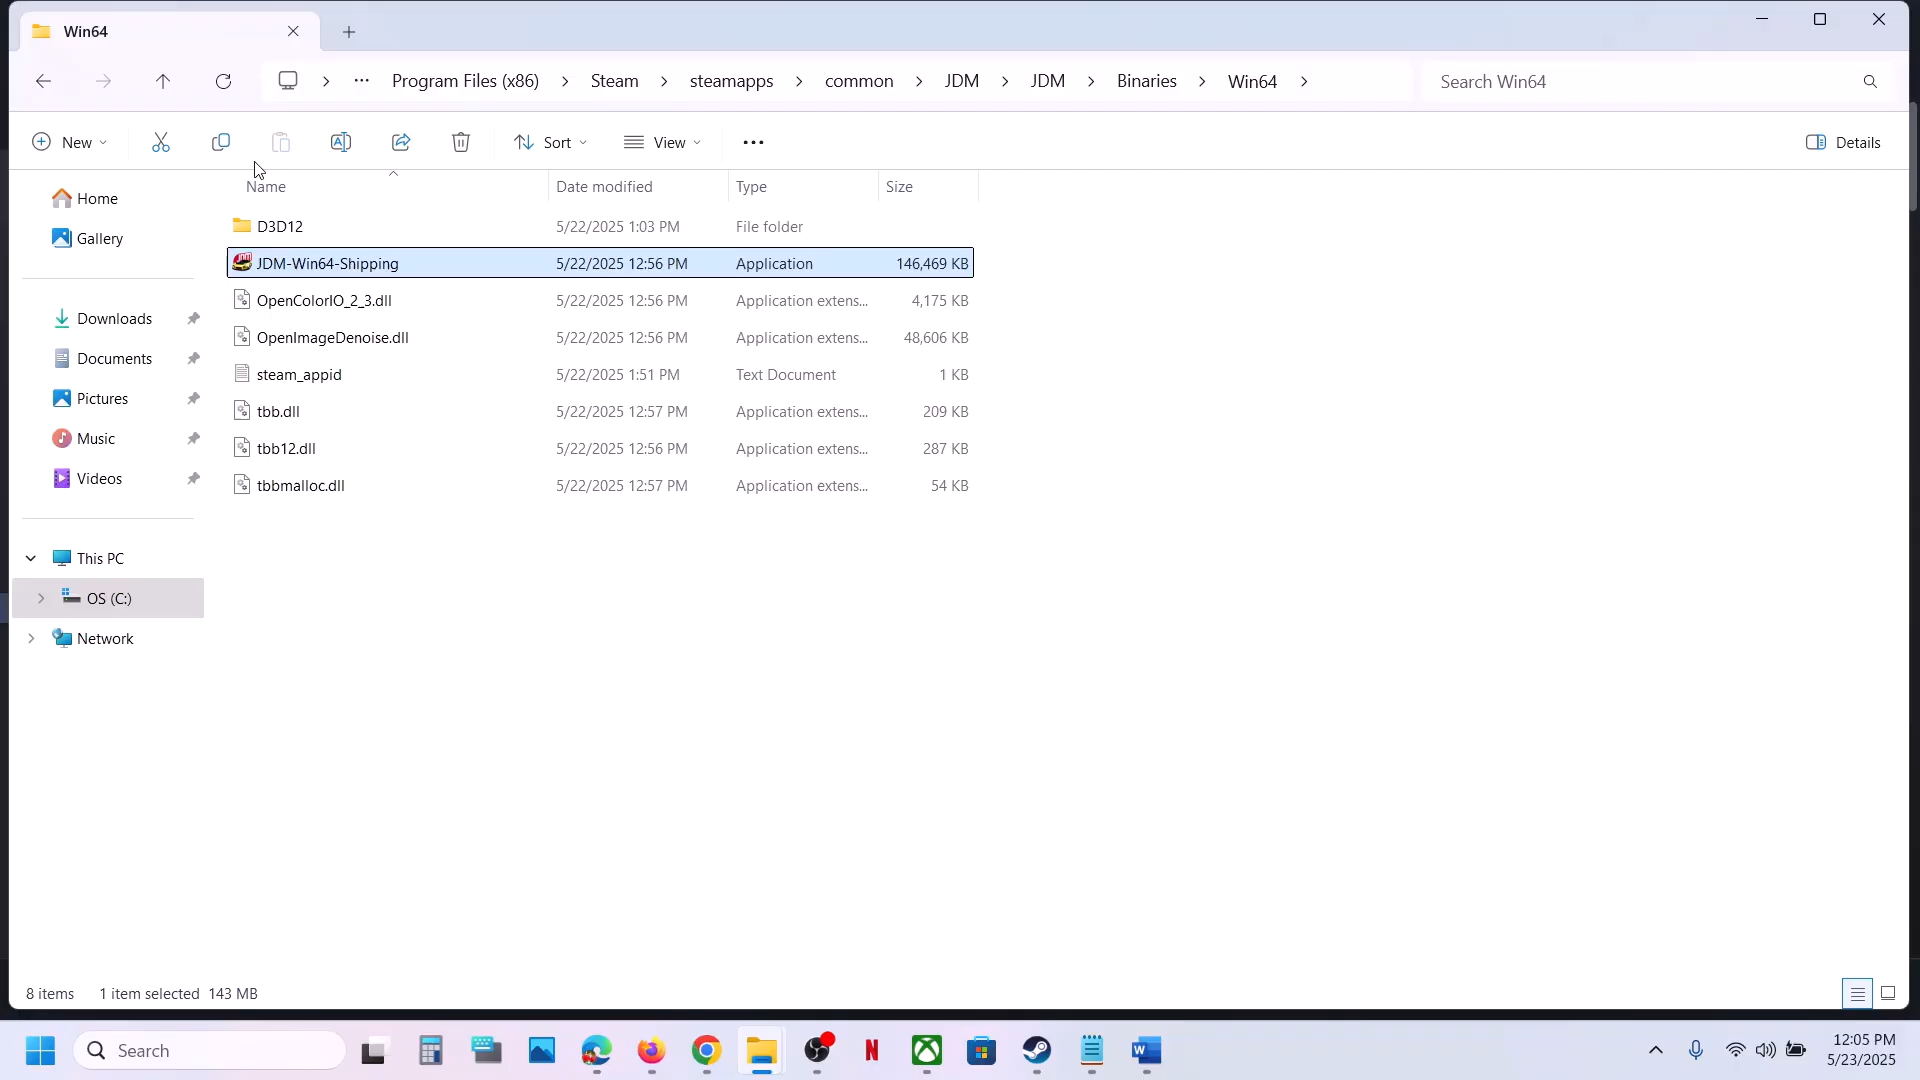 Win64
Program Files (x86) Steam steamapps common JDM JDM Binaries Win64
Search Win64
New Sort View Details
Name Date modified Type Size
Home
Gallery
Downloads
Documents
Pictures
Music
Videos
This PC
OS (C:)
Network
D3D12 5/22/2025 1:03 PM File folder
JDM-Win64-Shipping 5/22/2025 12:56 PM Application 146,469 KB
OpenColorIO_2_3.dll 5/22/2025 12:56 PM Application extens... 4,175 KB
OpenImageDenoise.dll 5/22/2025 12:56 PM Application extens... 48,606 KB
steam_appid 5/22/2025 1:51 PM Text Document 1 KB
tbb.dll 5/22/2025 12:57 PM Application extens... 209 KB
tbb12.dll 5/22/2025 12:56 PM Application extens... 287 KB
tbbmalloc.dll 5/22/2025 12:57 PM Application extens... 54 KB
8 items 1 item selected 143 MB
Search
12:05 PM
5/23/2025